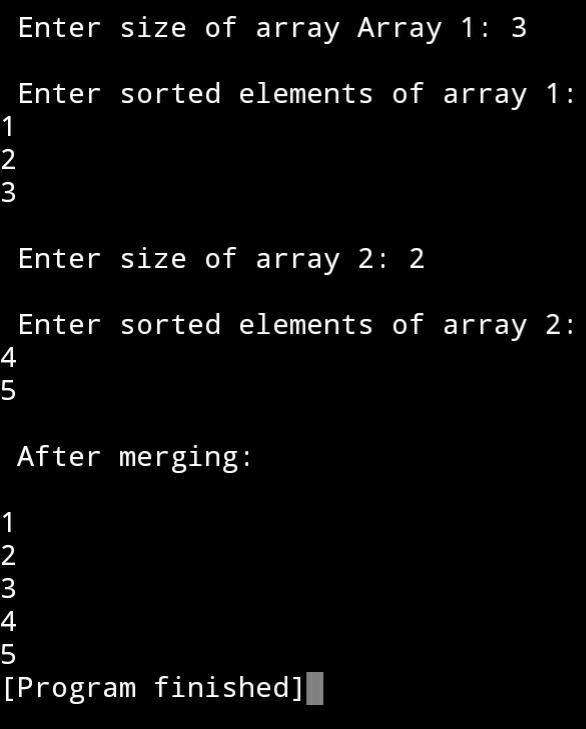 Enter size of array Array 1: 3
Enter sorted elements of array 1:
1
2
3
Enter size of array 2: 2
Enter sorted elements of array 2:
4
5
After merging:
1
2
3
4
5
[Program finished]